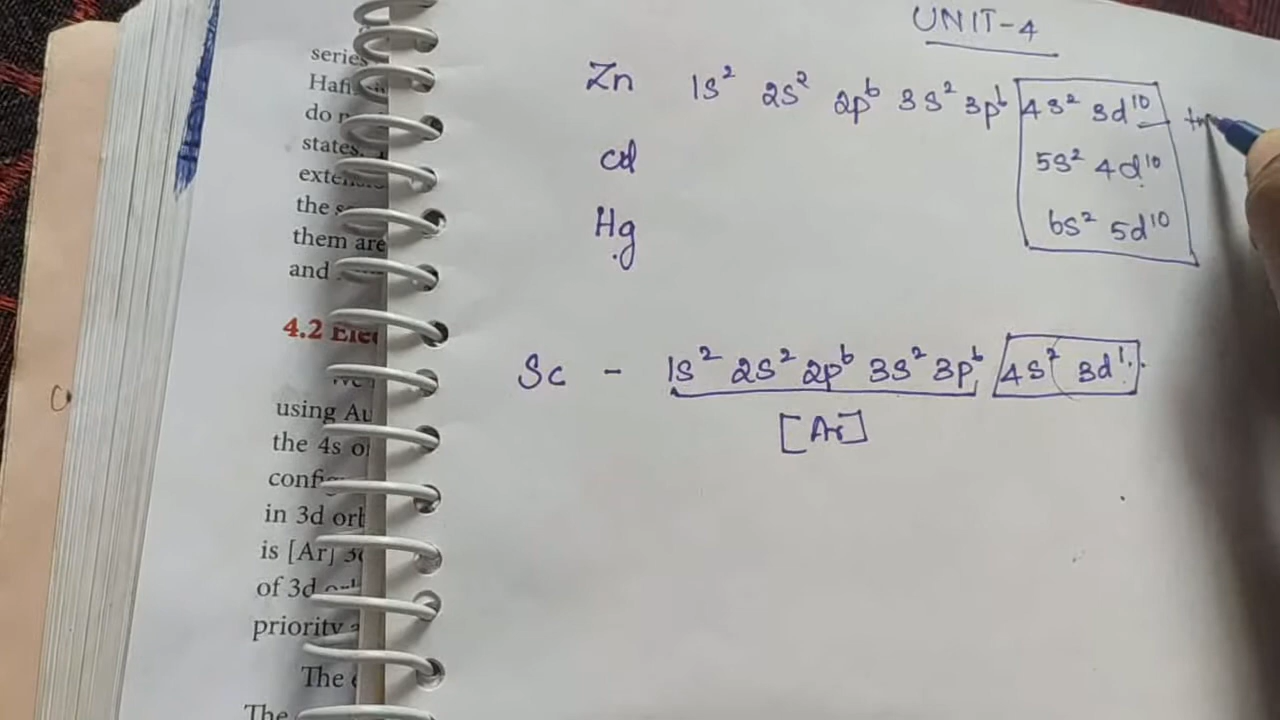 UNIT-4
Zn 1s² 2s² 2p⁶ 3s² 3p⁶ 4s² 3d¹⁰
Cd 5s² 4d¹⁰
Hg 6s² 5d¹⁰
Sc - 1s² 2s² 2p⁶ 3s² 3p⁶ 4s² 3d¹
[Ar]
series
do
states
the
them are
and
4.2
using
the 4s
in 3d
is [Ar]
of 3d
priority
The
The